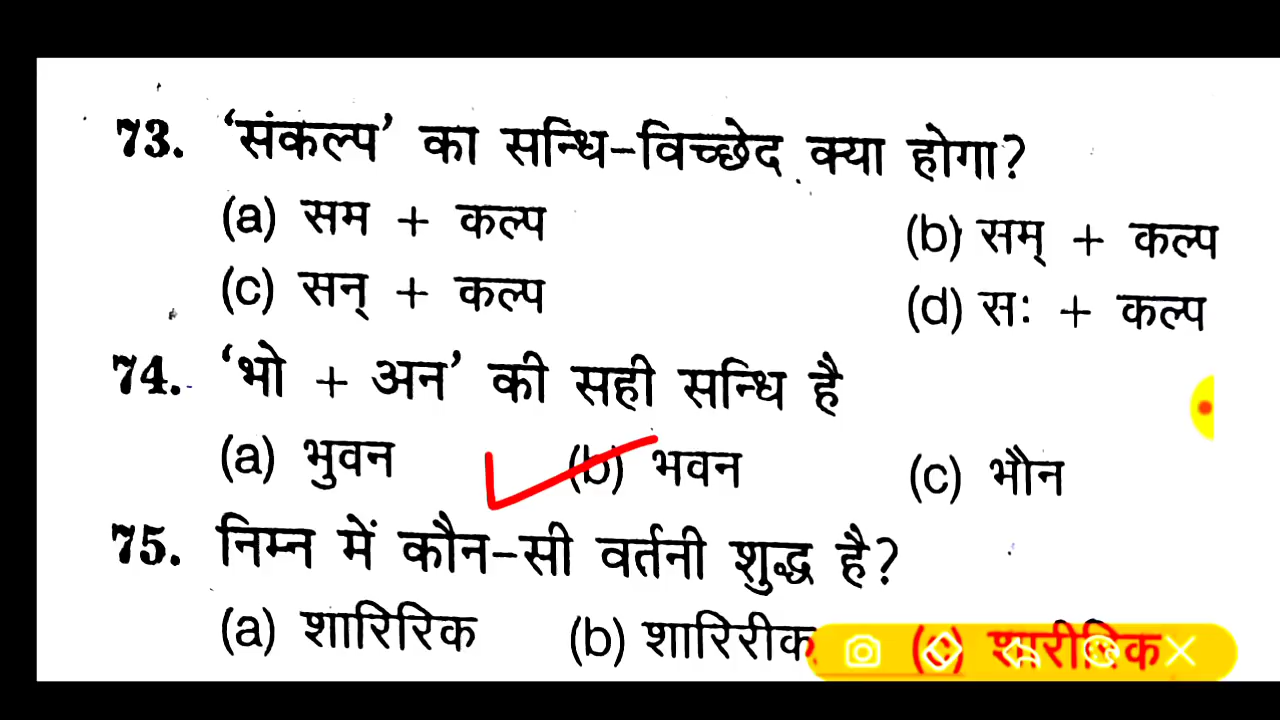 73. 'संकल्प' का सन्धि-विच्छेद क्या होगा?
(a) सम + कल्प (b) सम् + कल्प
(c) सन् + कल्प (d) सः + कल्प
74. 'भो + अन' की सही सन्धि है
(a) भुवन (b) भवन (c) भौन
75. निम्न में कौन-सी वर्तनी शुद्ध है?
(a) शारिरिक (b) शारिरीक (c)